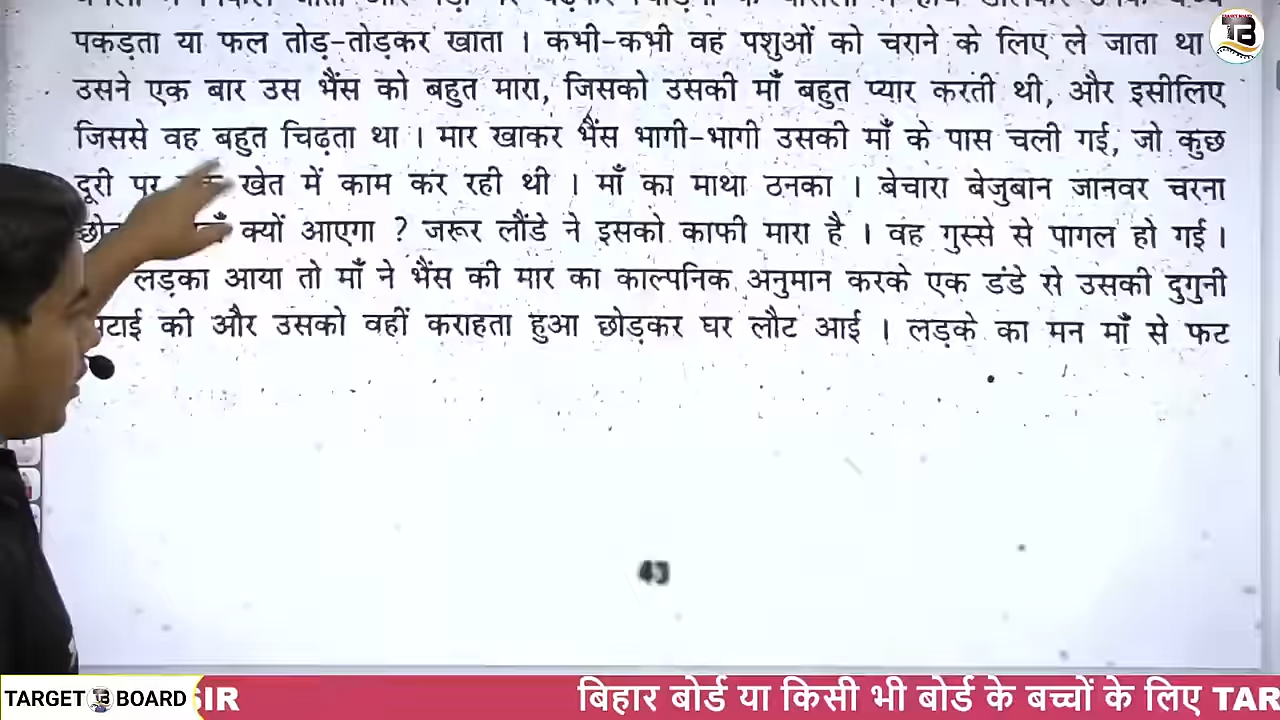 पकड़ता या फल तोड़-तोड़कर खाता । कभी-कभी वह पशुओं को चराने के लिए ले जाता था
उसने एक बार उस भैंस को बहुत मारा, जिसको उसकी माँ बहुत प्यार करती थी, और इसीलिए
जिससे वह बहुत चिढ़ता था । मार खाकर भैंस भागी-भागी उसकी माँ के पास चली गई, जो कुछ
दूरी पर खेत में काम कर रही थी । माँ का माथा ठनका । बेचारा बेजुबान जानवर चरना
क्यों आएगा ? जरूर लौंडे ने इसको काफी मारा है । वह गुस्से से पागल हो गई ।
लड़का आया तो माँ ने भैंस की मार का काल्पनिक अनुमान करके एक डंडे से उसकी दुगुनी
की और उसको वहीं कराहता हुआ छोड़कर घर लौट आई । लड़के का मन माँ से फट
43
TARGET TB BOARD SIR बिहार बोर्ड या किसी भी बोर्ड के बच्चों के लिए TAR